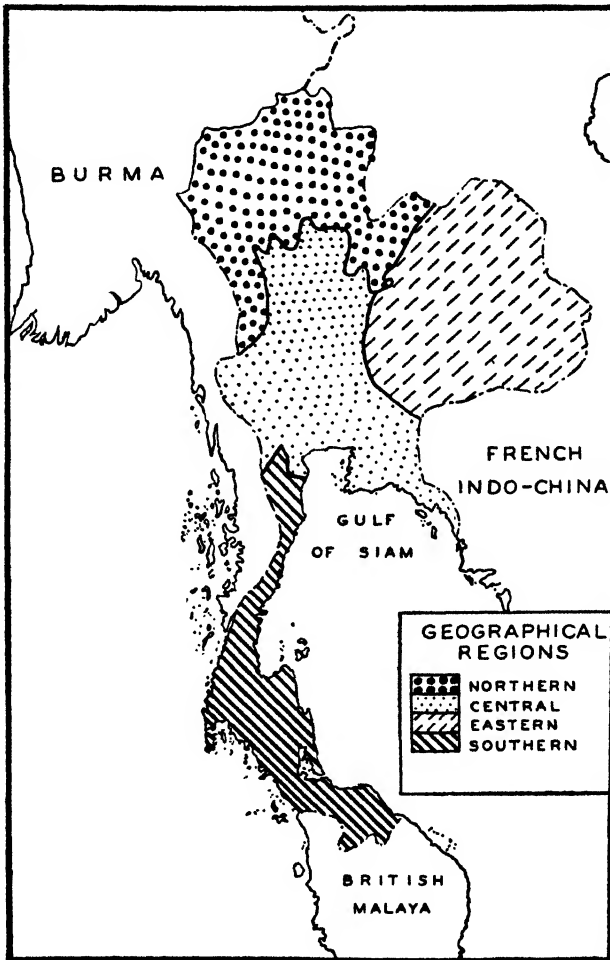 BURMA
FRENCH
INDO-CHINA
GULF
OF SIAM
GEOGRAPHICAL
REGIONS
NORTHERN
CENTRAL
EASTERN
SOUTHERN
BRITISH
MALAYA